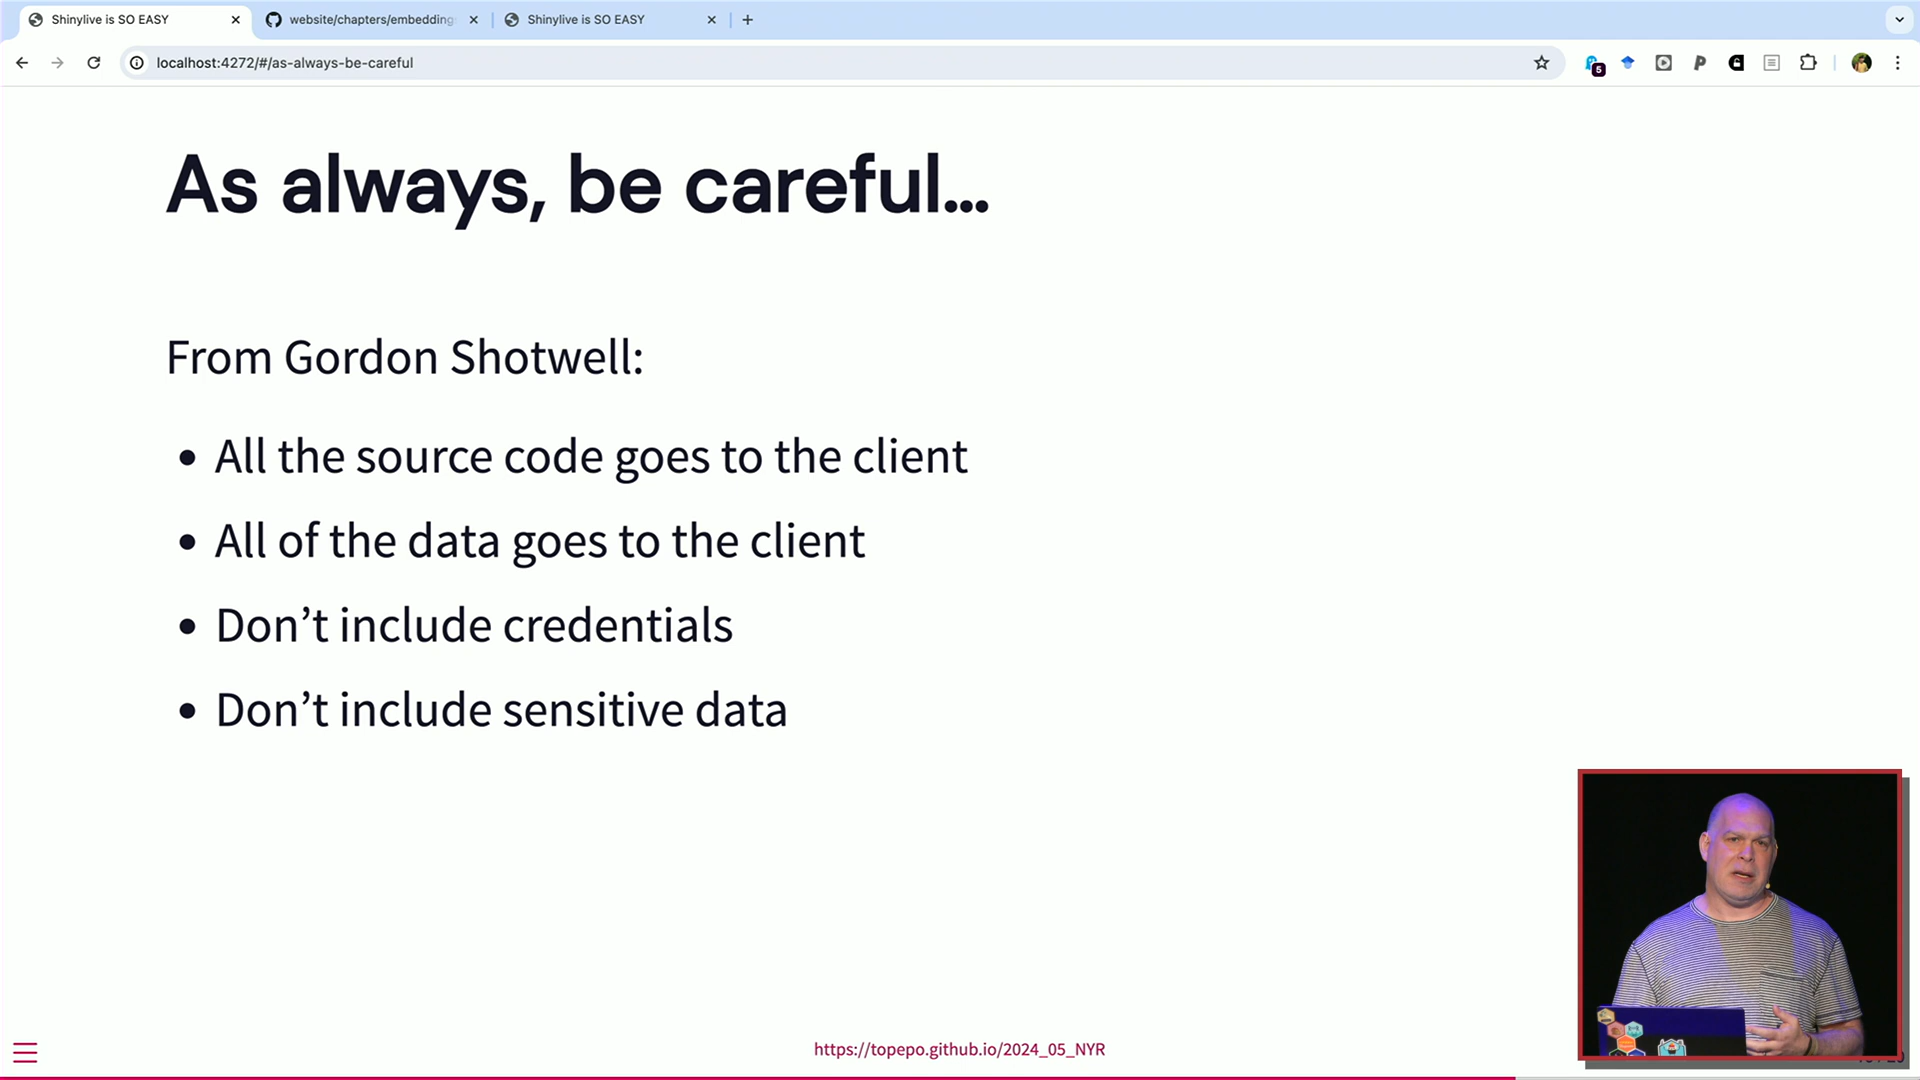 Shinylive is SO EASY
website/chapters/embedding
Shinylive is SO EASY
localhost:4272/#/as-always-be-careful
5
As always, be careful…
From Gordon Shotwell:
• All the source code goes to the client
• All of the data goes to the client
• Don’t include credentials
• Don’t include sensitive data
https://topepo.github.io/2024_05_NYR